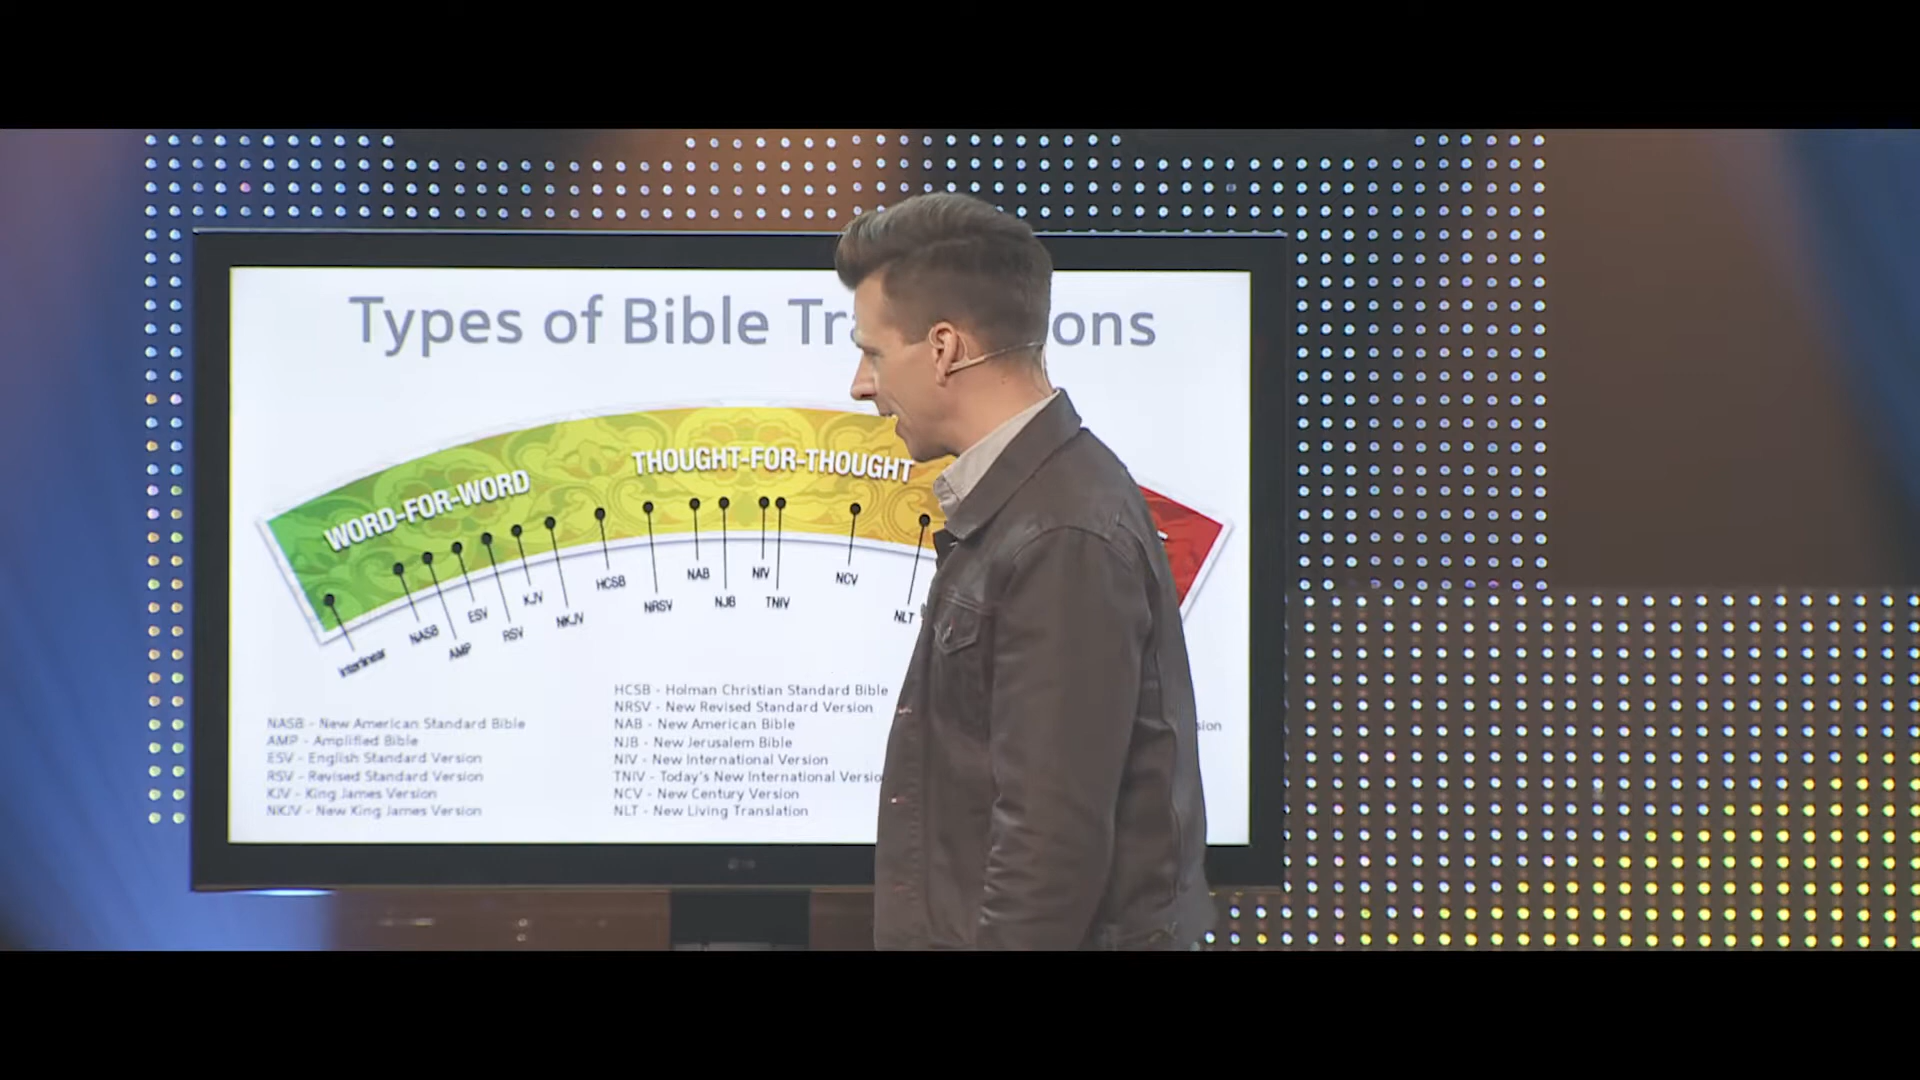 Types of Bible Tra ons
WORD-FOR-WORD
THOUGHT-FOR-THOUGHT
Interlinear
NASB
AMP
ESV
RSV
KJV
NKJV
HCSB
NRSV
NAB
NJB
NIV
TNIV
NCV
NLT
NASB - New American Standard Bible
AMP - Amplified Bible
ESV - English Standard Version
RSV - Revised Standard Version
KJV - King James Version
NKJV - New King James Version
HCSB - Holman Christian Standard Bible
NRSV - New Revised Standard Version
NAB - New American Bible
NJB - New Jerusalem Bible
NIV - New International Version
TNIV - Today's New International Versio
NCV - New Century Version
NLT - New Living Translation
sion